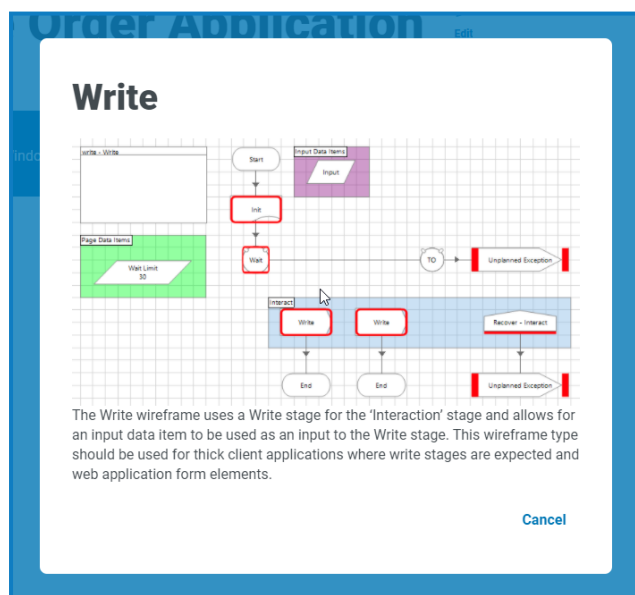 Order Application
Edit
indo
Write
write - Write
Start
Input Data Items
Input
Init
Page Data Items
Wait Limit
30
Wait
TO
Unplanned Exception
Interact
Write
Write
Recover - Interact
End
End
Unplanned Exception
The Write wireframe uses a Write stage for the ‘Interaction’ stage and allows for
an input data item to be used as an input to the Write stage. This wireframe type
should be used for thick client applications where write stages are expected and
web application form elements.
Cancel